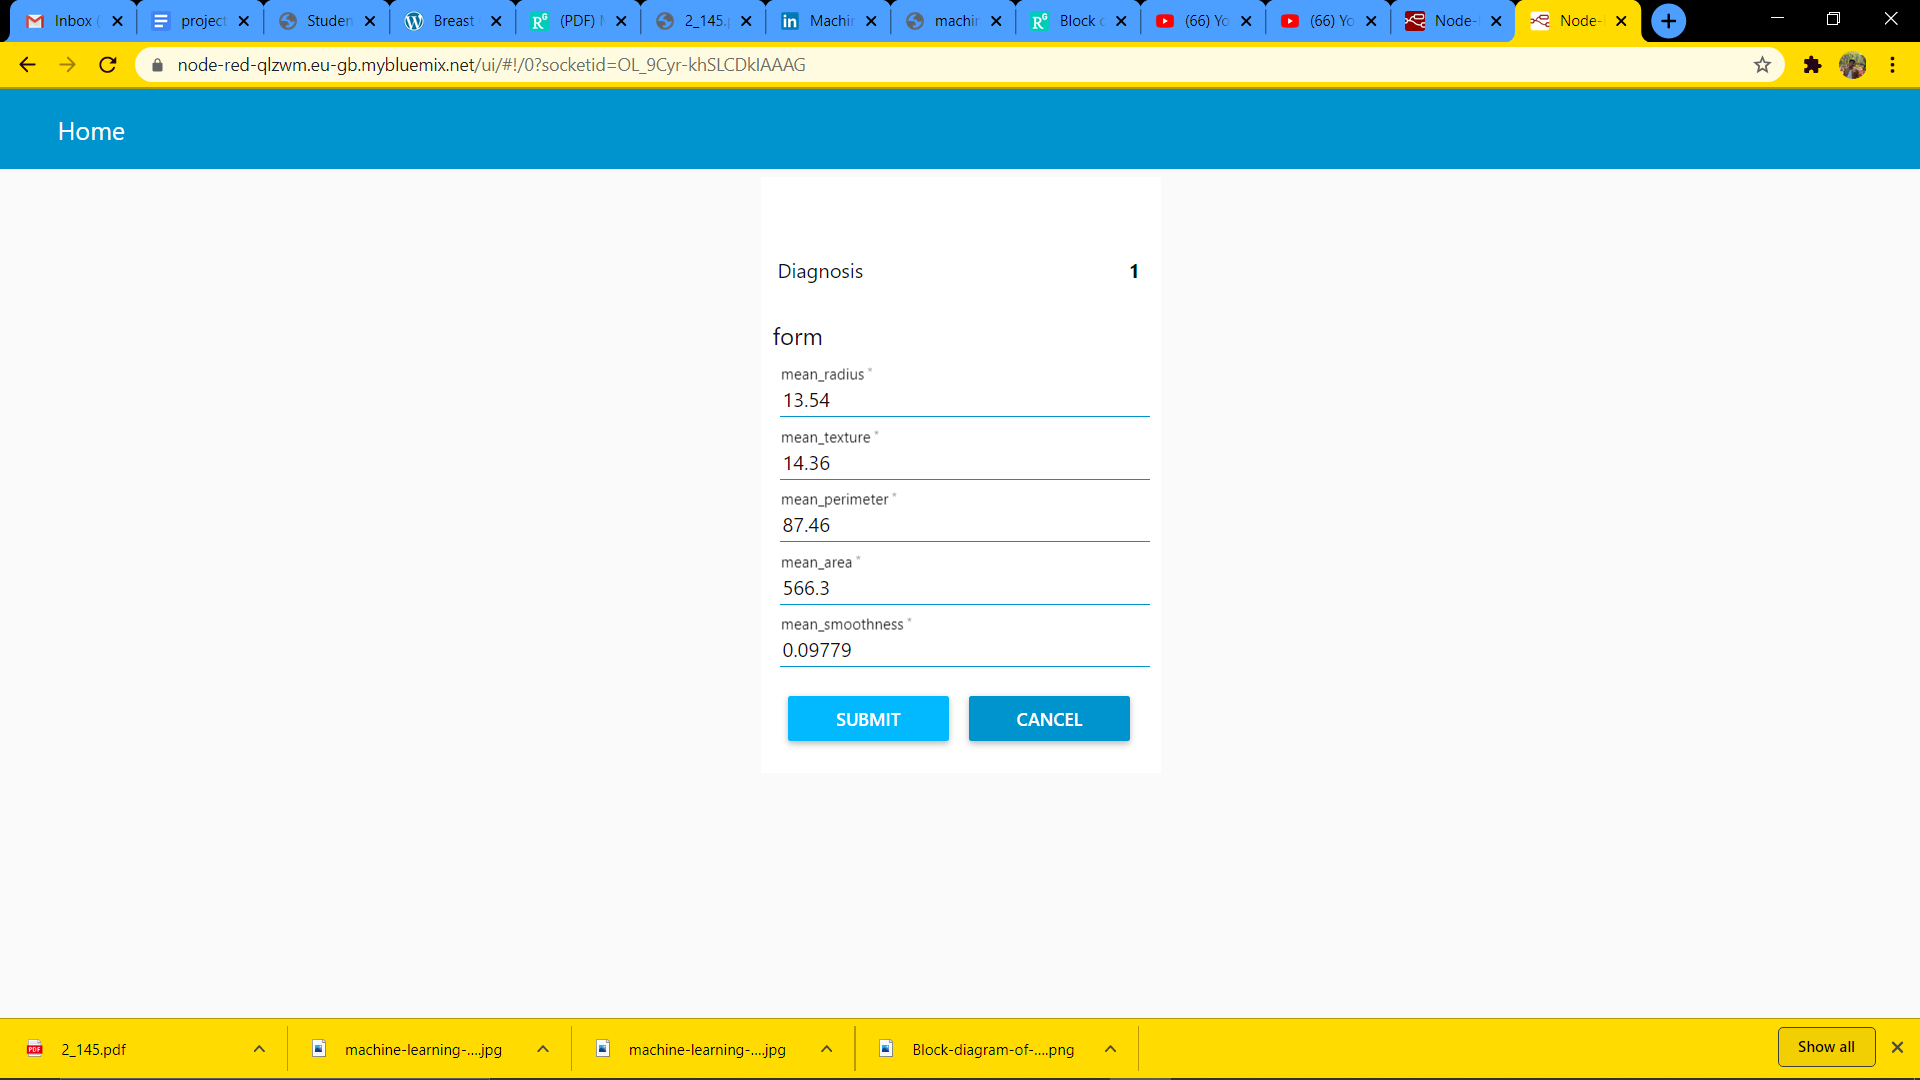 Inbox ( project Studen Breast (PDF) M 2_145.p Machin machin Block d (66) Yo (66) Yo Node- Node-
node-red-qlzwm.eu-gb.mybluemix.net/ui/#!/0?socketid=OL_9Cyr-khSLCDkIAAAG
Home
Diagnosis 1
form
mean_radius *
13.54
mean_texture *
14.36
mean_perimeter *
87.46
mean_area *
566.3
mean_smoothness *
0.09779
SUBMIT CANCEL
2_145.pdf machine-learning-....jpg machine-learning-....jpg Block-diagram-of-....png Show all